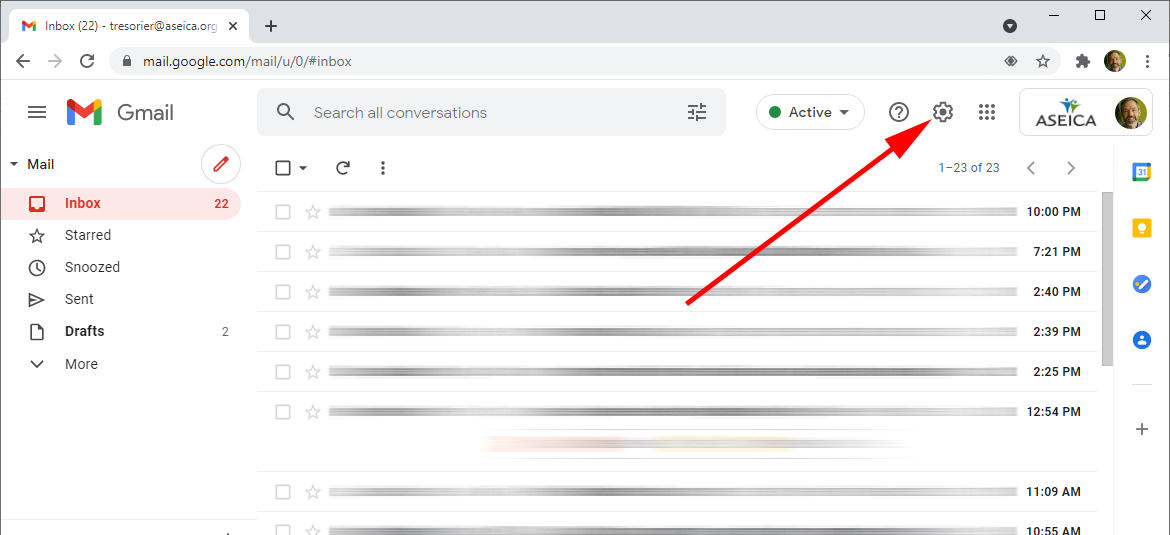 Inbox (22) - tresorier@aseica.org
mail.google.com/mail/u/0/#inbox
Gmail
Search all conversations
Active
ASEICA
Mail
1–23 of 23
31
Inbox 22
Starred
Snoozed
Sent
Drafts 2
More
10:00 PM
7:21 PM
2:40 PM
2:39 PM
2:25 PM
12:54 PM
11:09 AM
10:55 AM